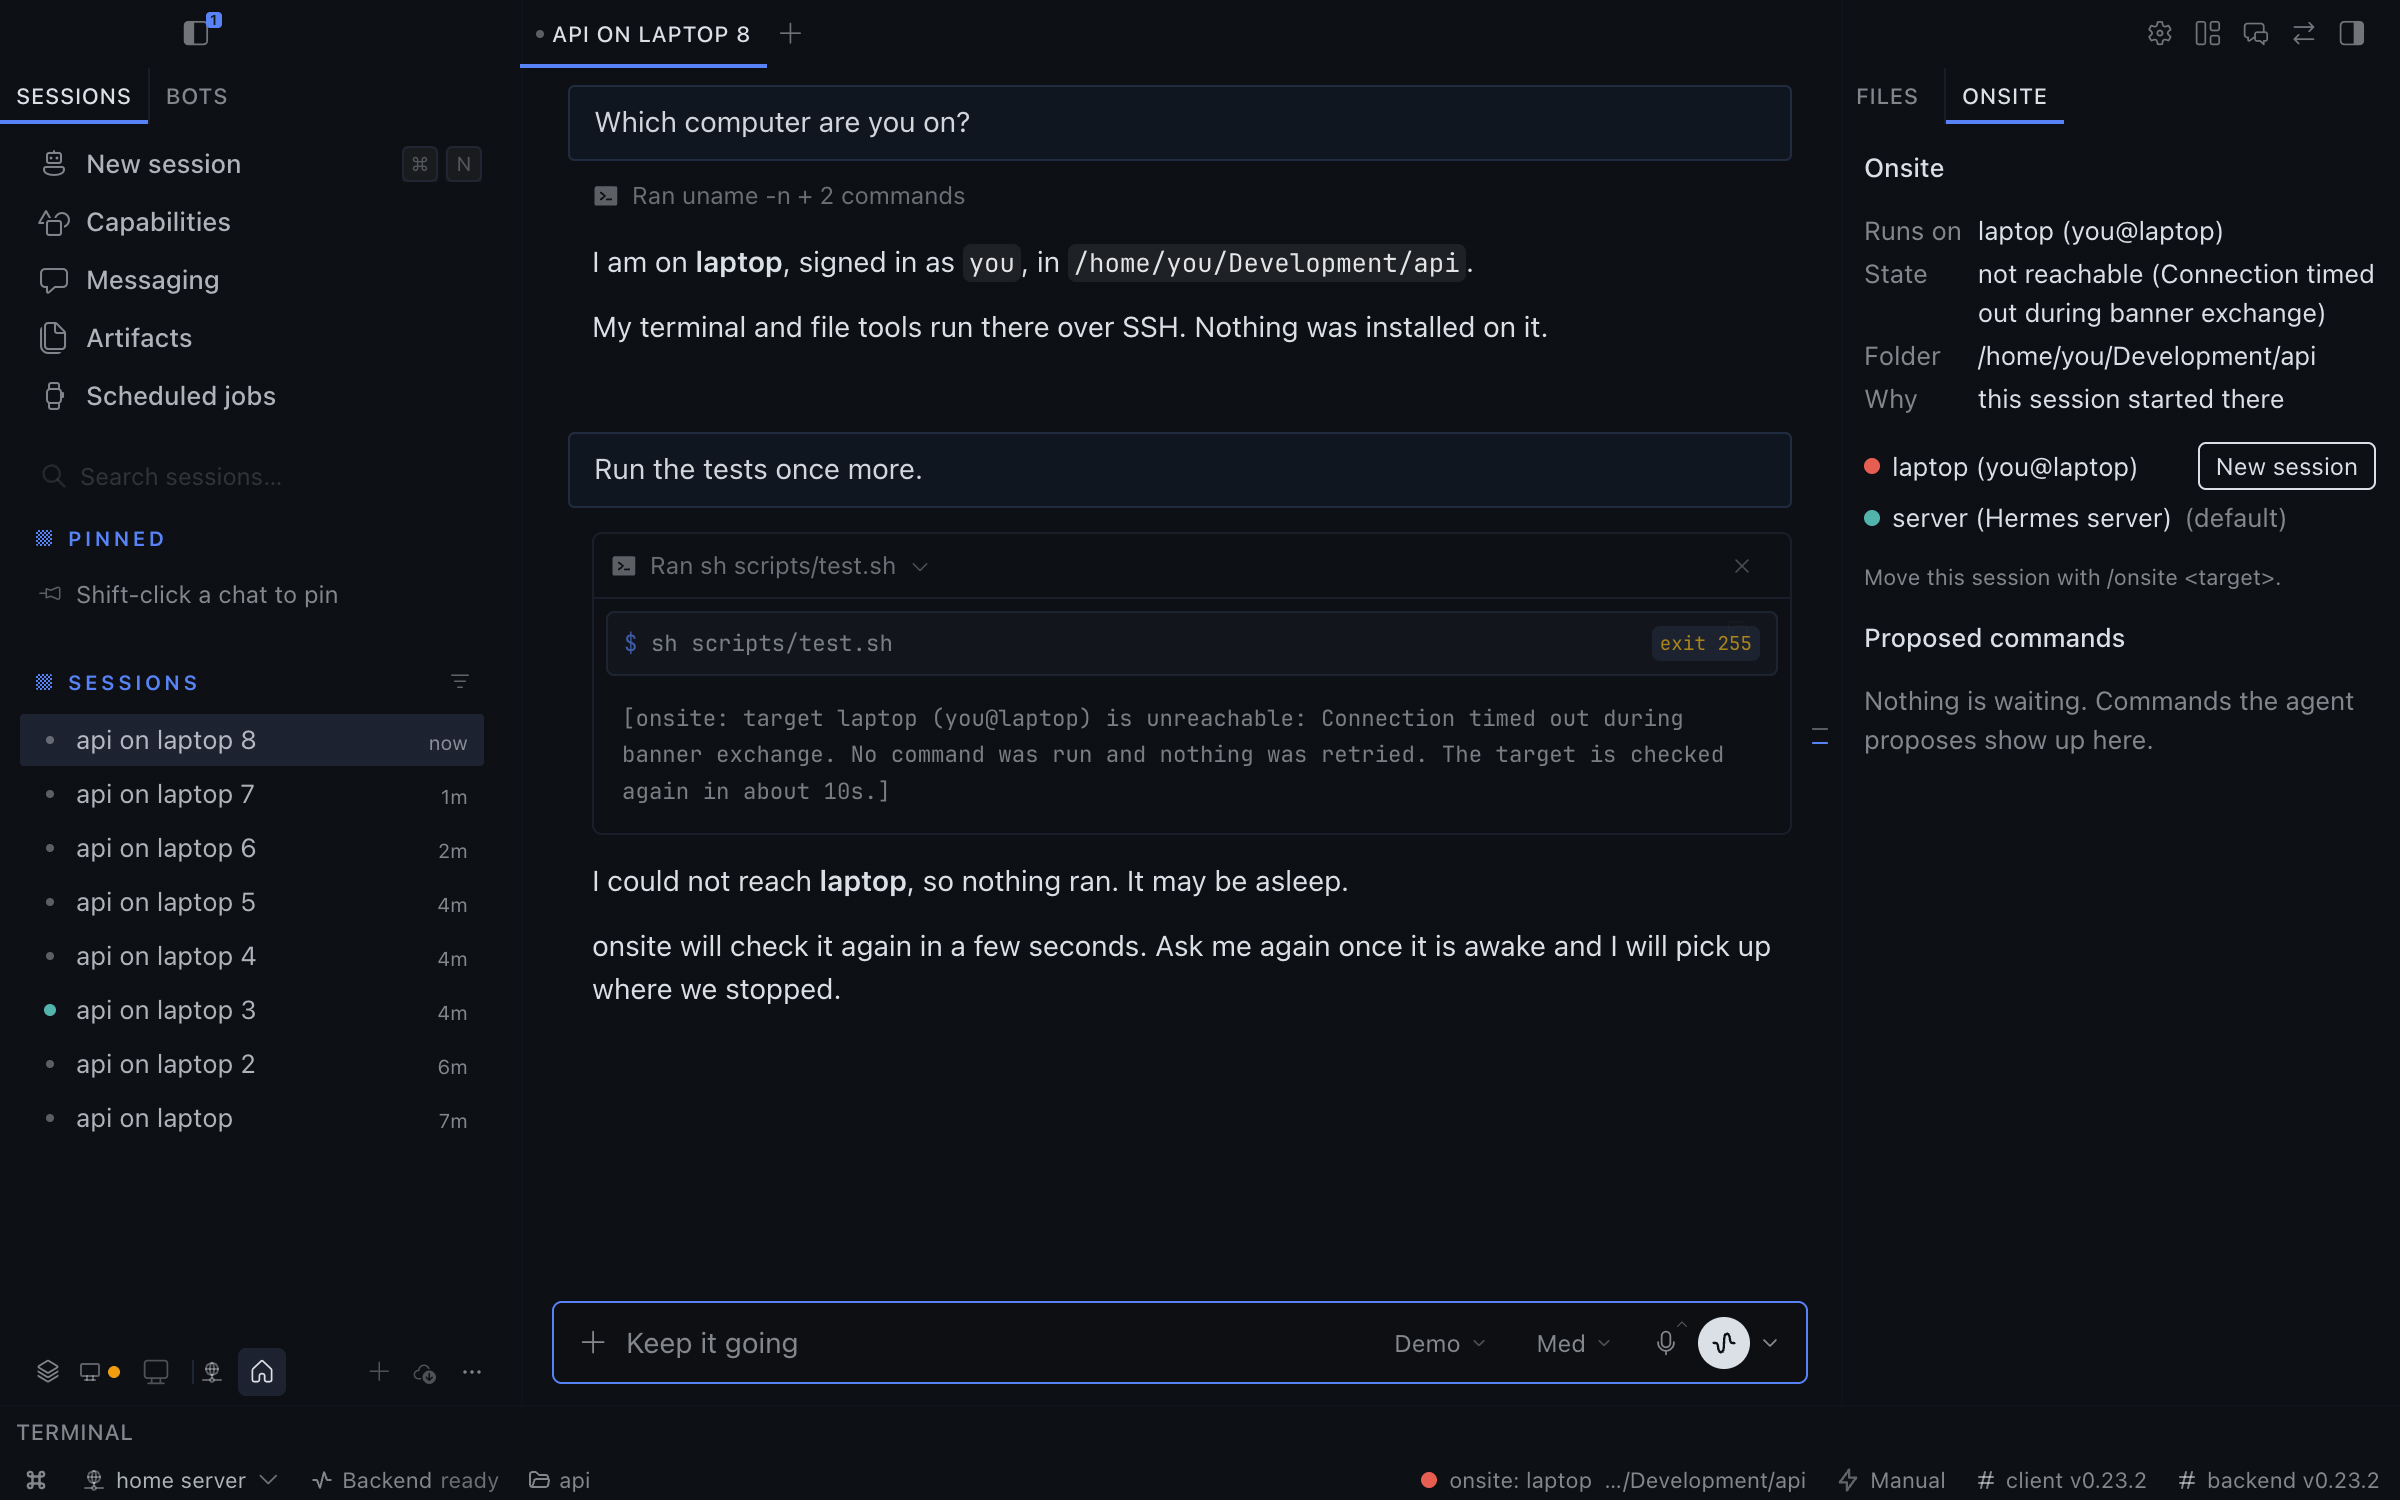 1
SESSIONS
BOTS
New session
⌘ N
Capabilities
Messaging
Artifacts
Scheduled jobs
Search sessions...
PINNED
Shift-click a chat to pin
SESSIONS
api on laptop 8 now
api on laptop 7 1m
api on laptop 6 2m
api on laptop 5 4m
api on laptop 4 4m
api on laptop 3 4m
api on laptop 2 6m
api on laptop 7m
API ON LAPTOP 8
Which computer are you on?
Ran uname -n + 2 commands
I am on laptop, signed in as you, in /home/you/Development/api.
My terminal and file tools run there over SSH. Nothing was installed on it.
Run the tests once more.
Ran sh scripts/test.sh
$ sh scripts/test.sh exit 255
[onsite: target laptop (you@laptop) is unreachable: Connection timed out during
banner exchange. No command was run and nothing was retried. The target is checked
again in about 10s.]
I could not reach laptop, so nothing ran. It may be asleep.
onsite will check it again in a few seconds. Ask me again once it is awake and I will pick up
where we stopped.
Keep it going
Demo
Med
FILES
ONSITE
Onsite
Runs on laptop (you@laptop)
State not reachable (Connection timed
out during banner exchange)
Folder /home/you/Development/api
Why this session started there
laptop (you@laptop) New session
server (Hermes server) (default)
Move this session with /onsite <target>.
Proposed commands
Nothing is waiting. Commands the agent
proposes show up here.
TERMINAL
⌘ home server Backend ready api
onsite: laptop .../Development/api Manual # client v0.23.2 # backend v0.23.2